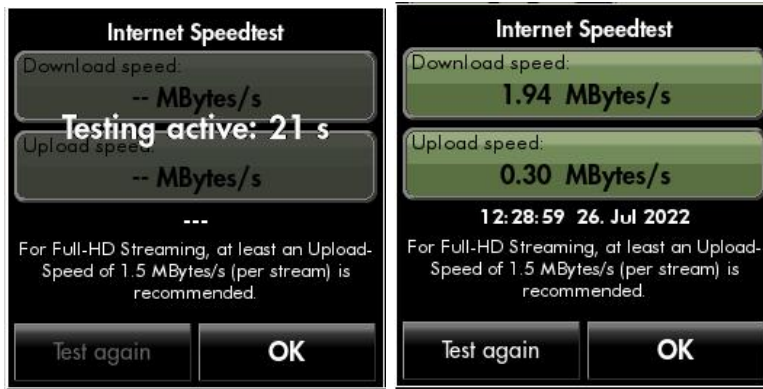 Internet Speedtest
Download speed:
-- MBytes/s
Testing active: 21 s
Upload speed:
-- MBytes/s
---
For Full-HD Streaming, at least an Upload-
Speed of 1.5 MBytes/s (per stream) is
recommended.
Test again
OK
Internet Speedtest
Download speed:
1.94 MBytes/s
Upload speed:
0.30 MBytes/s
12:28:59 26. Jul 2022
For Full-HD Streaming, at least an Upload-
Speed of 1.5 MBytes/s (per stream) is
recommended.
Test again
OK